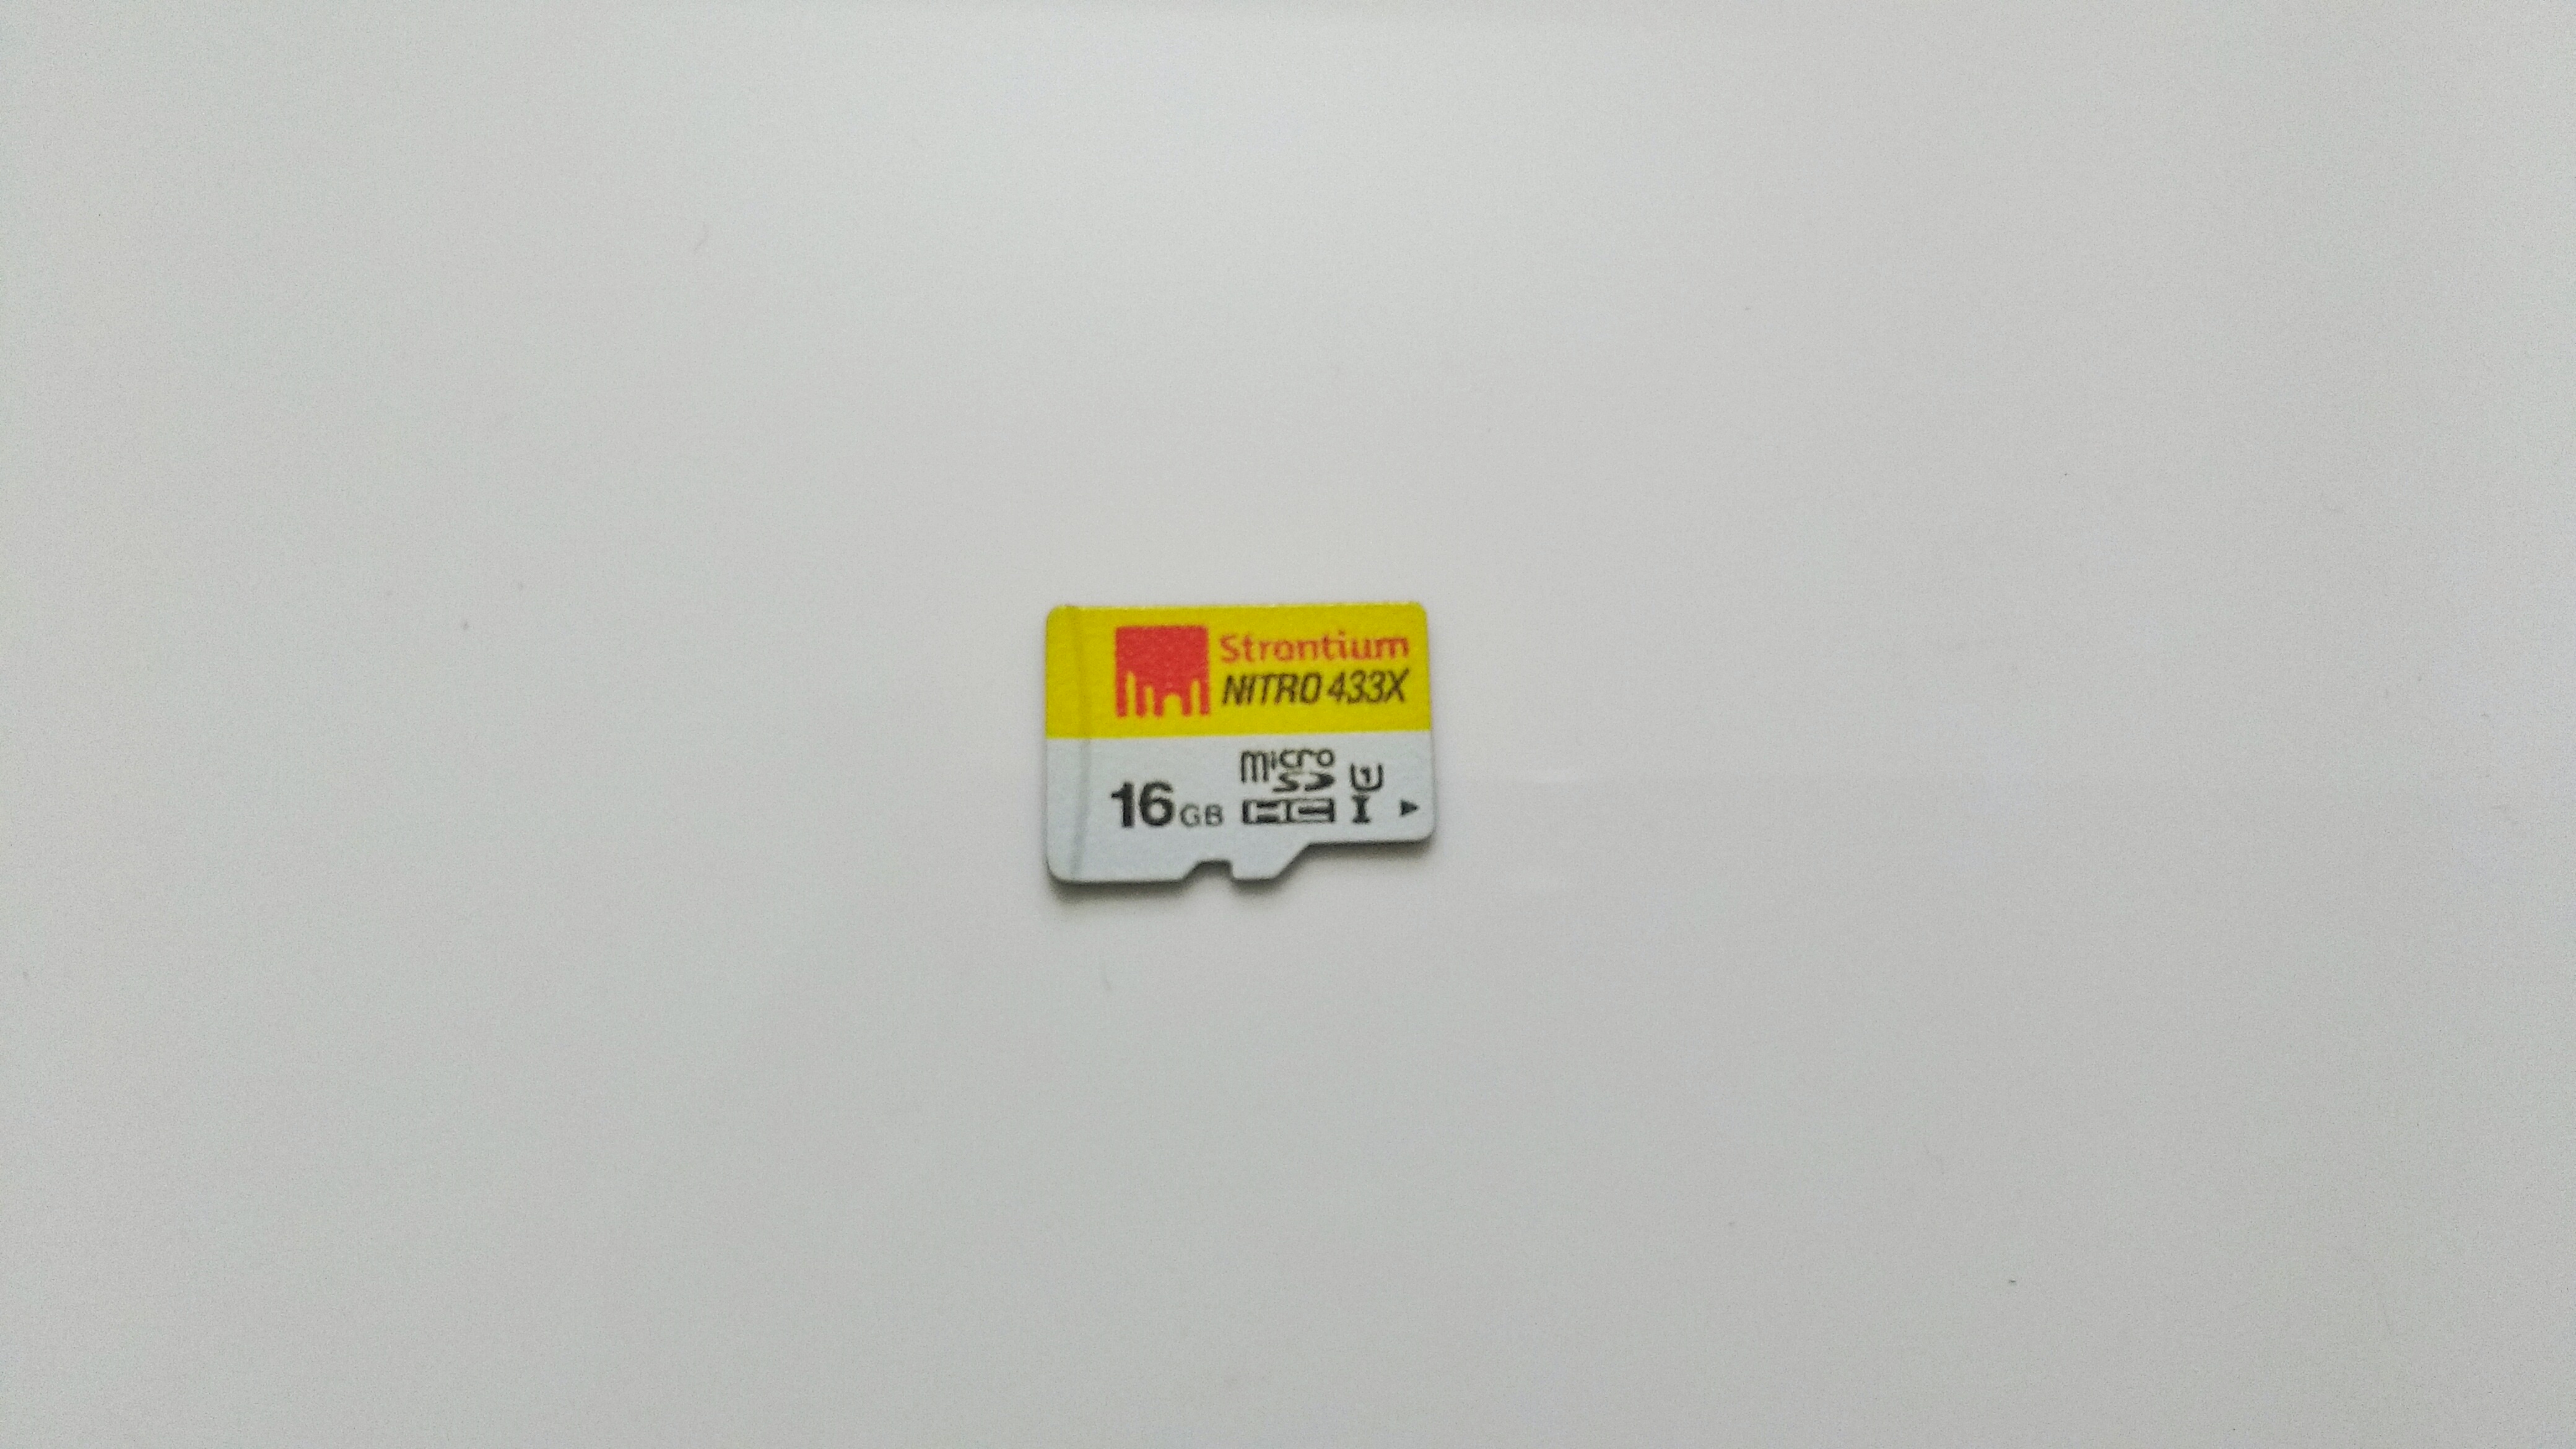 Strontium
NITRO 433X
16GB
micro
SD
HC I
1